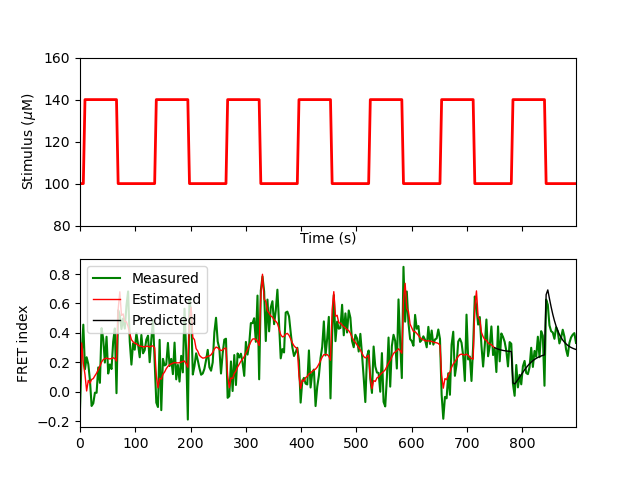 160
140
120
100
80
Stimulus (μM)
Time (s)
0.8
0.6
0.4
0.2
0.0
−0.2
FRET index
Measured
Estimated
Predicted
0 100 200 300 400 500 600 700 800